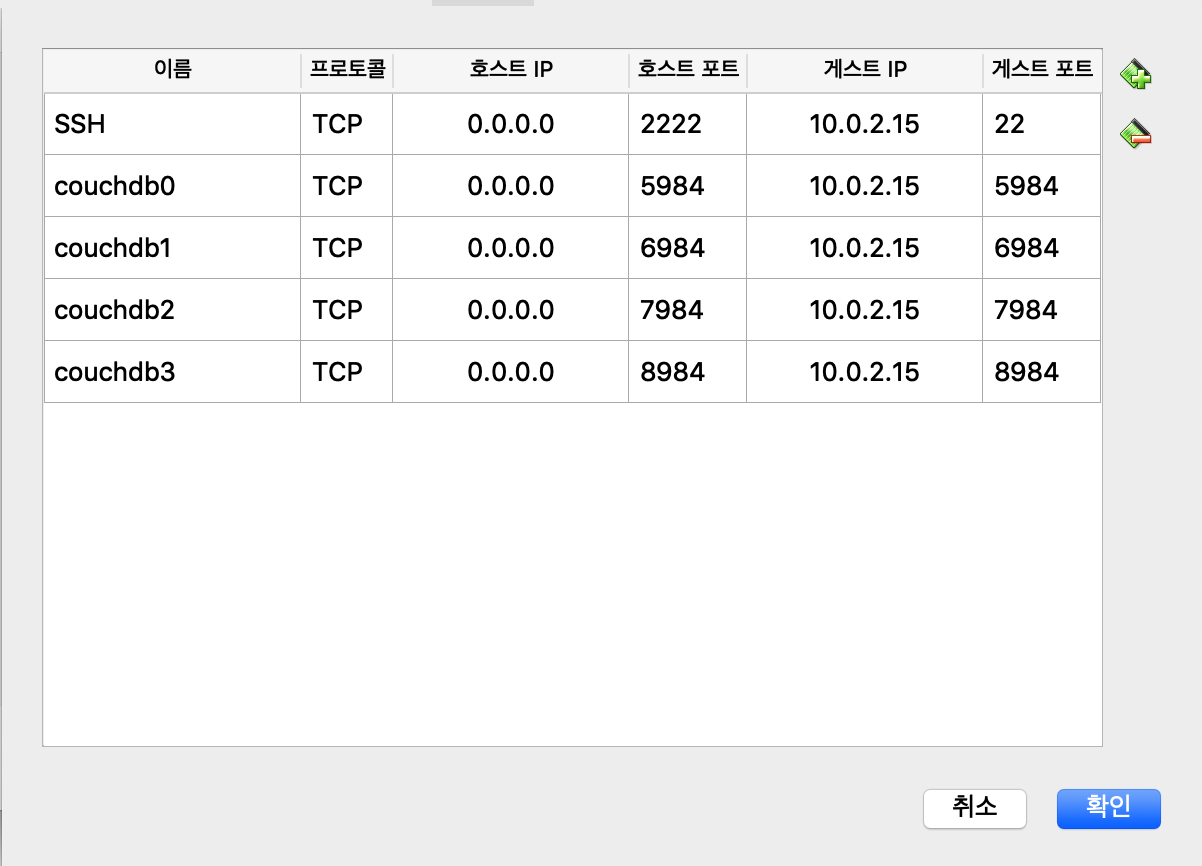 이름 프로토콜 호스트 IP 호스트 포트 게스트 IP 게스트 포트
SSH TCP 0.0.0.0 2222 10.0.2.15 22
couchdb0 TCP 0.0.0.0 5984 10.0.2.15 5984
couchdb1 TCP 0.0.0.0 6984 10.0.2.15 6984
couchdb2 TCP 0.0.0.0 7984 10.0.2.15 7984
couchdb3 TCP 0.0.0.0 8984 10.0.2.15 8984
취소 확인